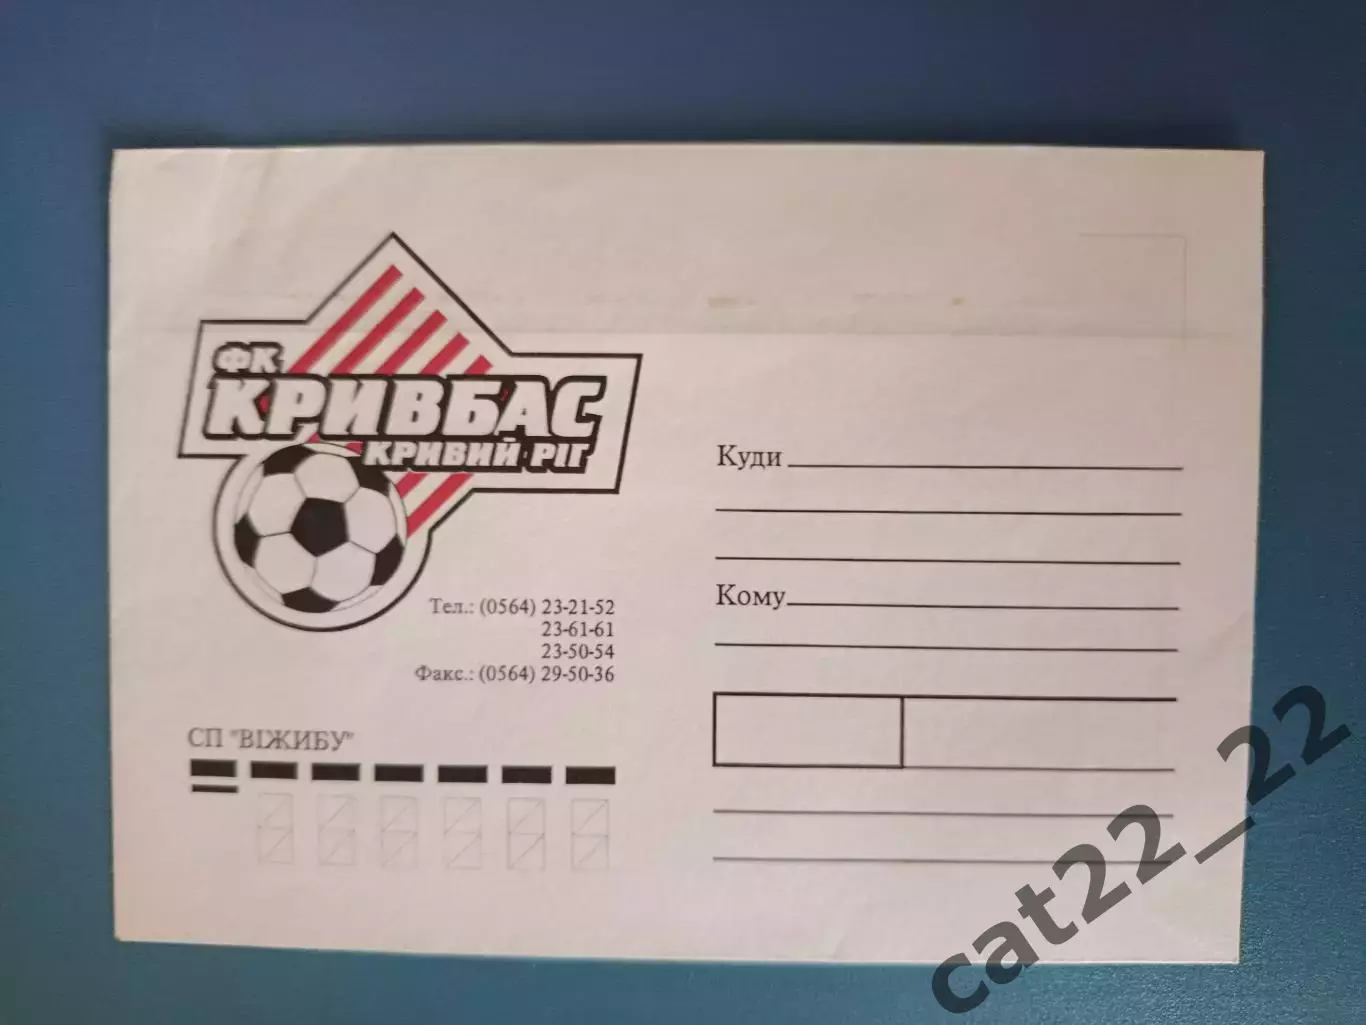 ФК
КРИВБАС
КРИВИЙ РІГ
Тел.: (0564) 23-21-52
23-61-61
23-50-54
Факс.: (0564) 29-50-36
СП "ВІЖИБУ"
Куди
Кому
cat22_22